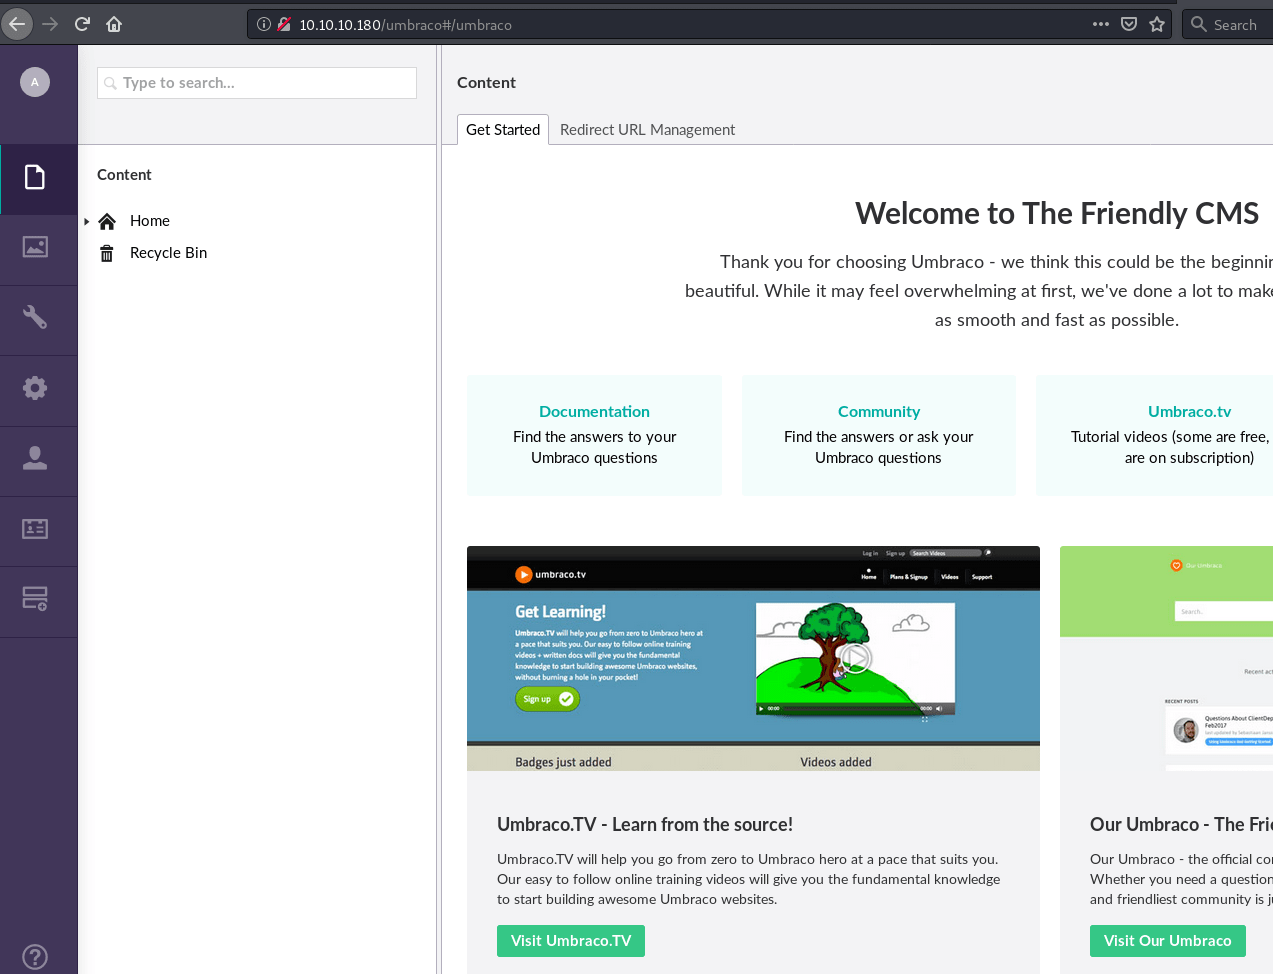 10.10.10.180/umbraco#/umbraco
Search
A
Type to search...
Content
Home
Recycle Bin
Content
Get Started
Redirect URL Management
Welcome to The Friendly CMS
Thank you for choosing Umbraco - we think this could be the beginnin
beautiful. While it may feel overwhelming at first, we've done a lot to make
as smooth and fast as possible.
Documentation
Find the answers to your
Umbraco questions
Community
Find the answers or ask your
Umbraco questions
Umbraco.tv
Tutorial videos (some are free,
are on subscription)
Log in Sign up Search Videos
umbraco.tv
Home Plans & Signup Videos Support
Get Learning!
Umbraco.TV will help you go from zero to Umbraco hero at
a pace that suits you. Our easy to follow online training
videos + written docs will give you the fundamental
knowledge to start building awesome Umbraco websites,
without burning a hole in your pocket!
Sign up
00:00 00:00
Badges just added
Videos added
Our Umbraco
Search..
Recent act
RECENT POSTS
Questions About ClientDep
Feb2017
Umbraco.TV - Learn from the source!
Umbraco.TV will help you go from zero to Umbraco hero at a pace that suits you.
Our easy to follow online training videos will give you the fundamental knowledge
to start building awesome Umbraco websites.
Visit Umbraco.TV
Our Umbraco - The Frie
Our Umbraco - the official cor
Whether you need a question
and friendliest community is ju
Visit Our Umbraco
?